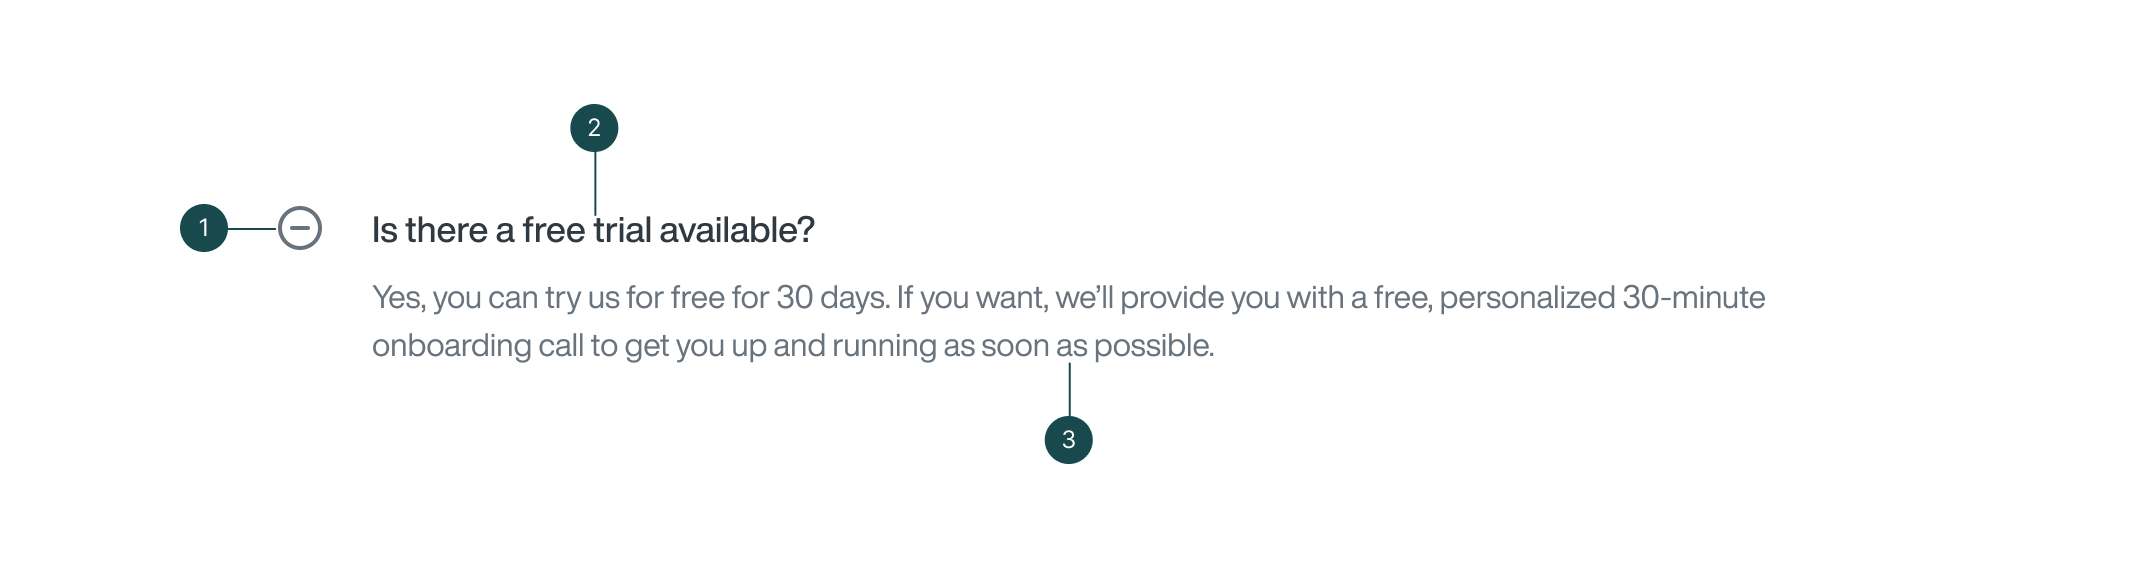 2
1
Is there a free trial available?
Yes, you can try us for free for 30 days. If you want, we’ll provide you with a free, personalized 30-minute
onboarding call to get you up and running as soon as possible.
3